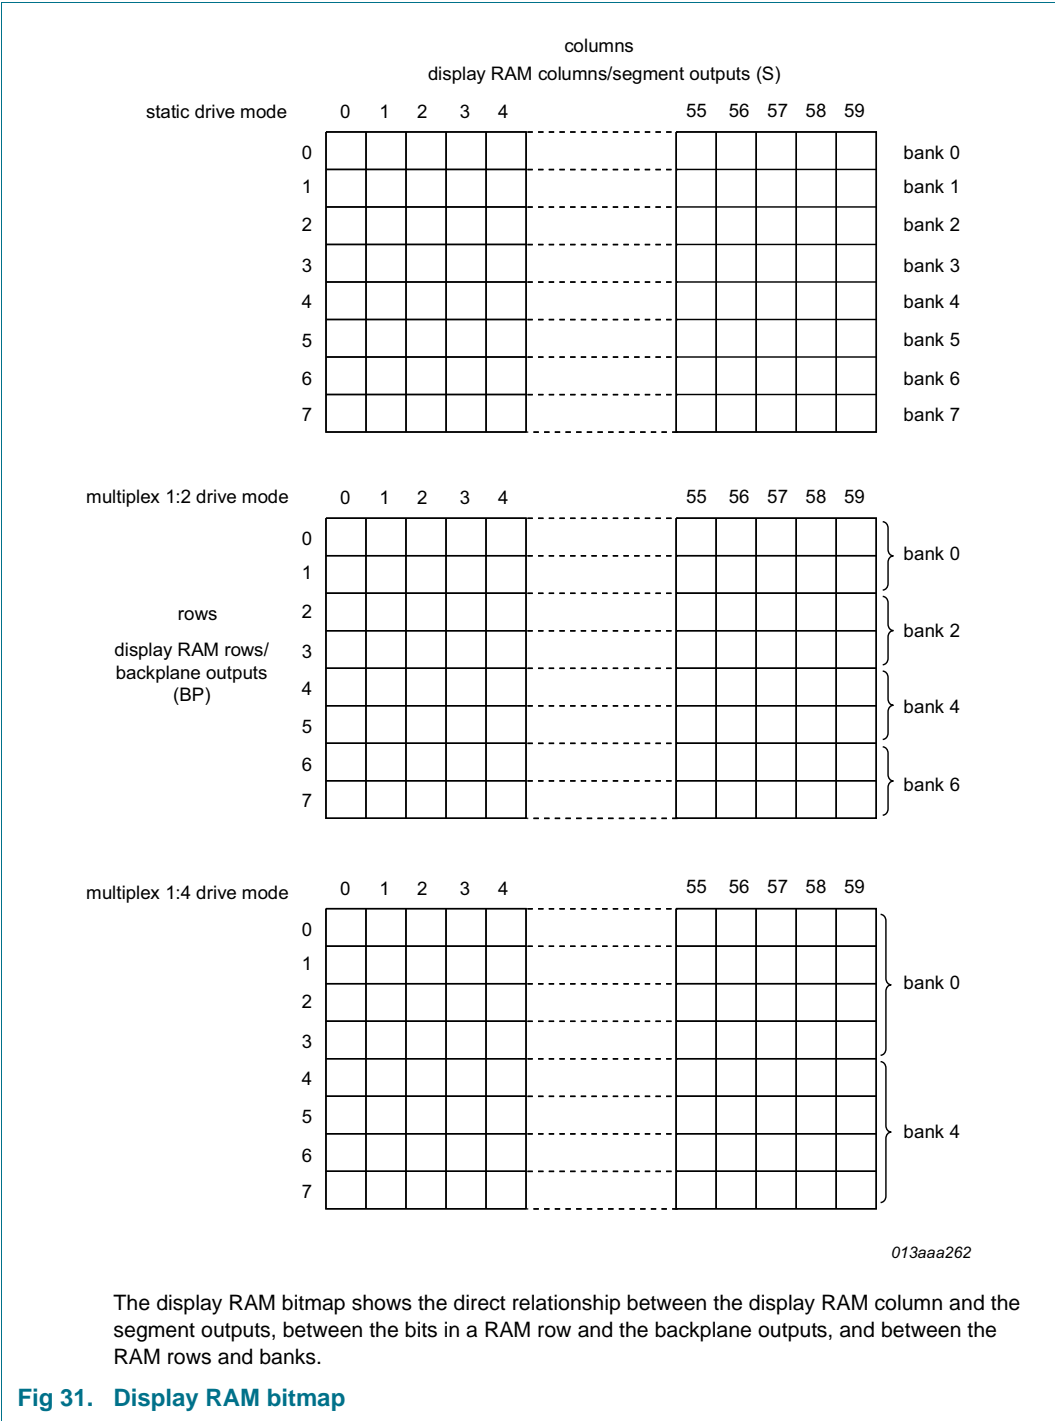 columns
display RAM columns/segment outputs (S)
static drive mode 0 1 2 3 4 55 56 57 58 59
0 bank 0
1 bank 1
2 bank 2
3 bank 3
4 bank 4
5 bank 5
6 bank 6
7 bank 7
multiplex 1:2 drive mode 0 1 2 3 4 55 56 57 58 59
0
bank 0
1
2
rows
bank 2
display RAM rows/
backplane outputs
(BP)
3
4
bank 4
5
6
bank 6
7
multiplex 1:4 drive mode 0 1 2 3 4 55 56 57 58 59
0
1
bank 0
2
3
4
5
bank 4
6
7
013aaa262
The display RAM bitmap shows the direct relationship between the display RAM column and the
segment outputs, between the bits in a RAM row and the backplane outputs, and between the
RAM rows and banks.
Fig 31. Display RAM bitmap